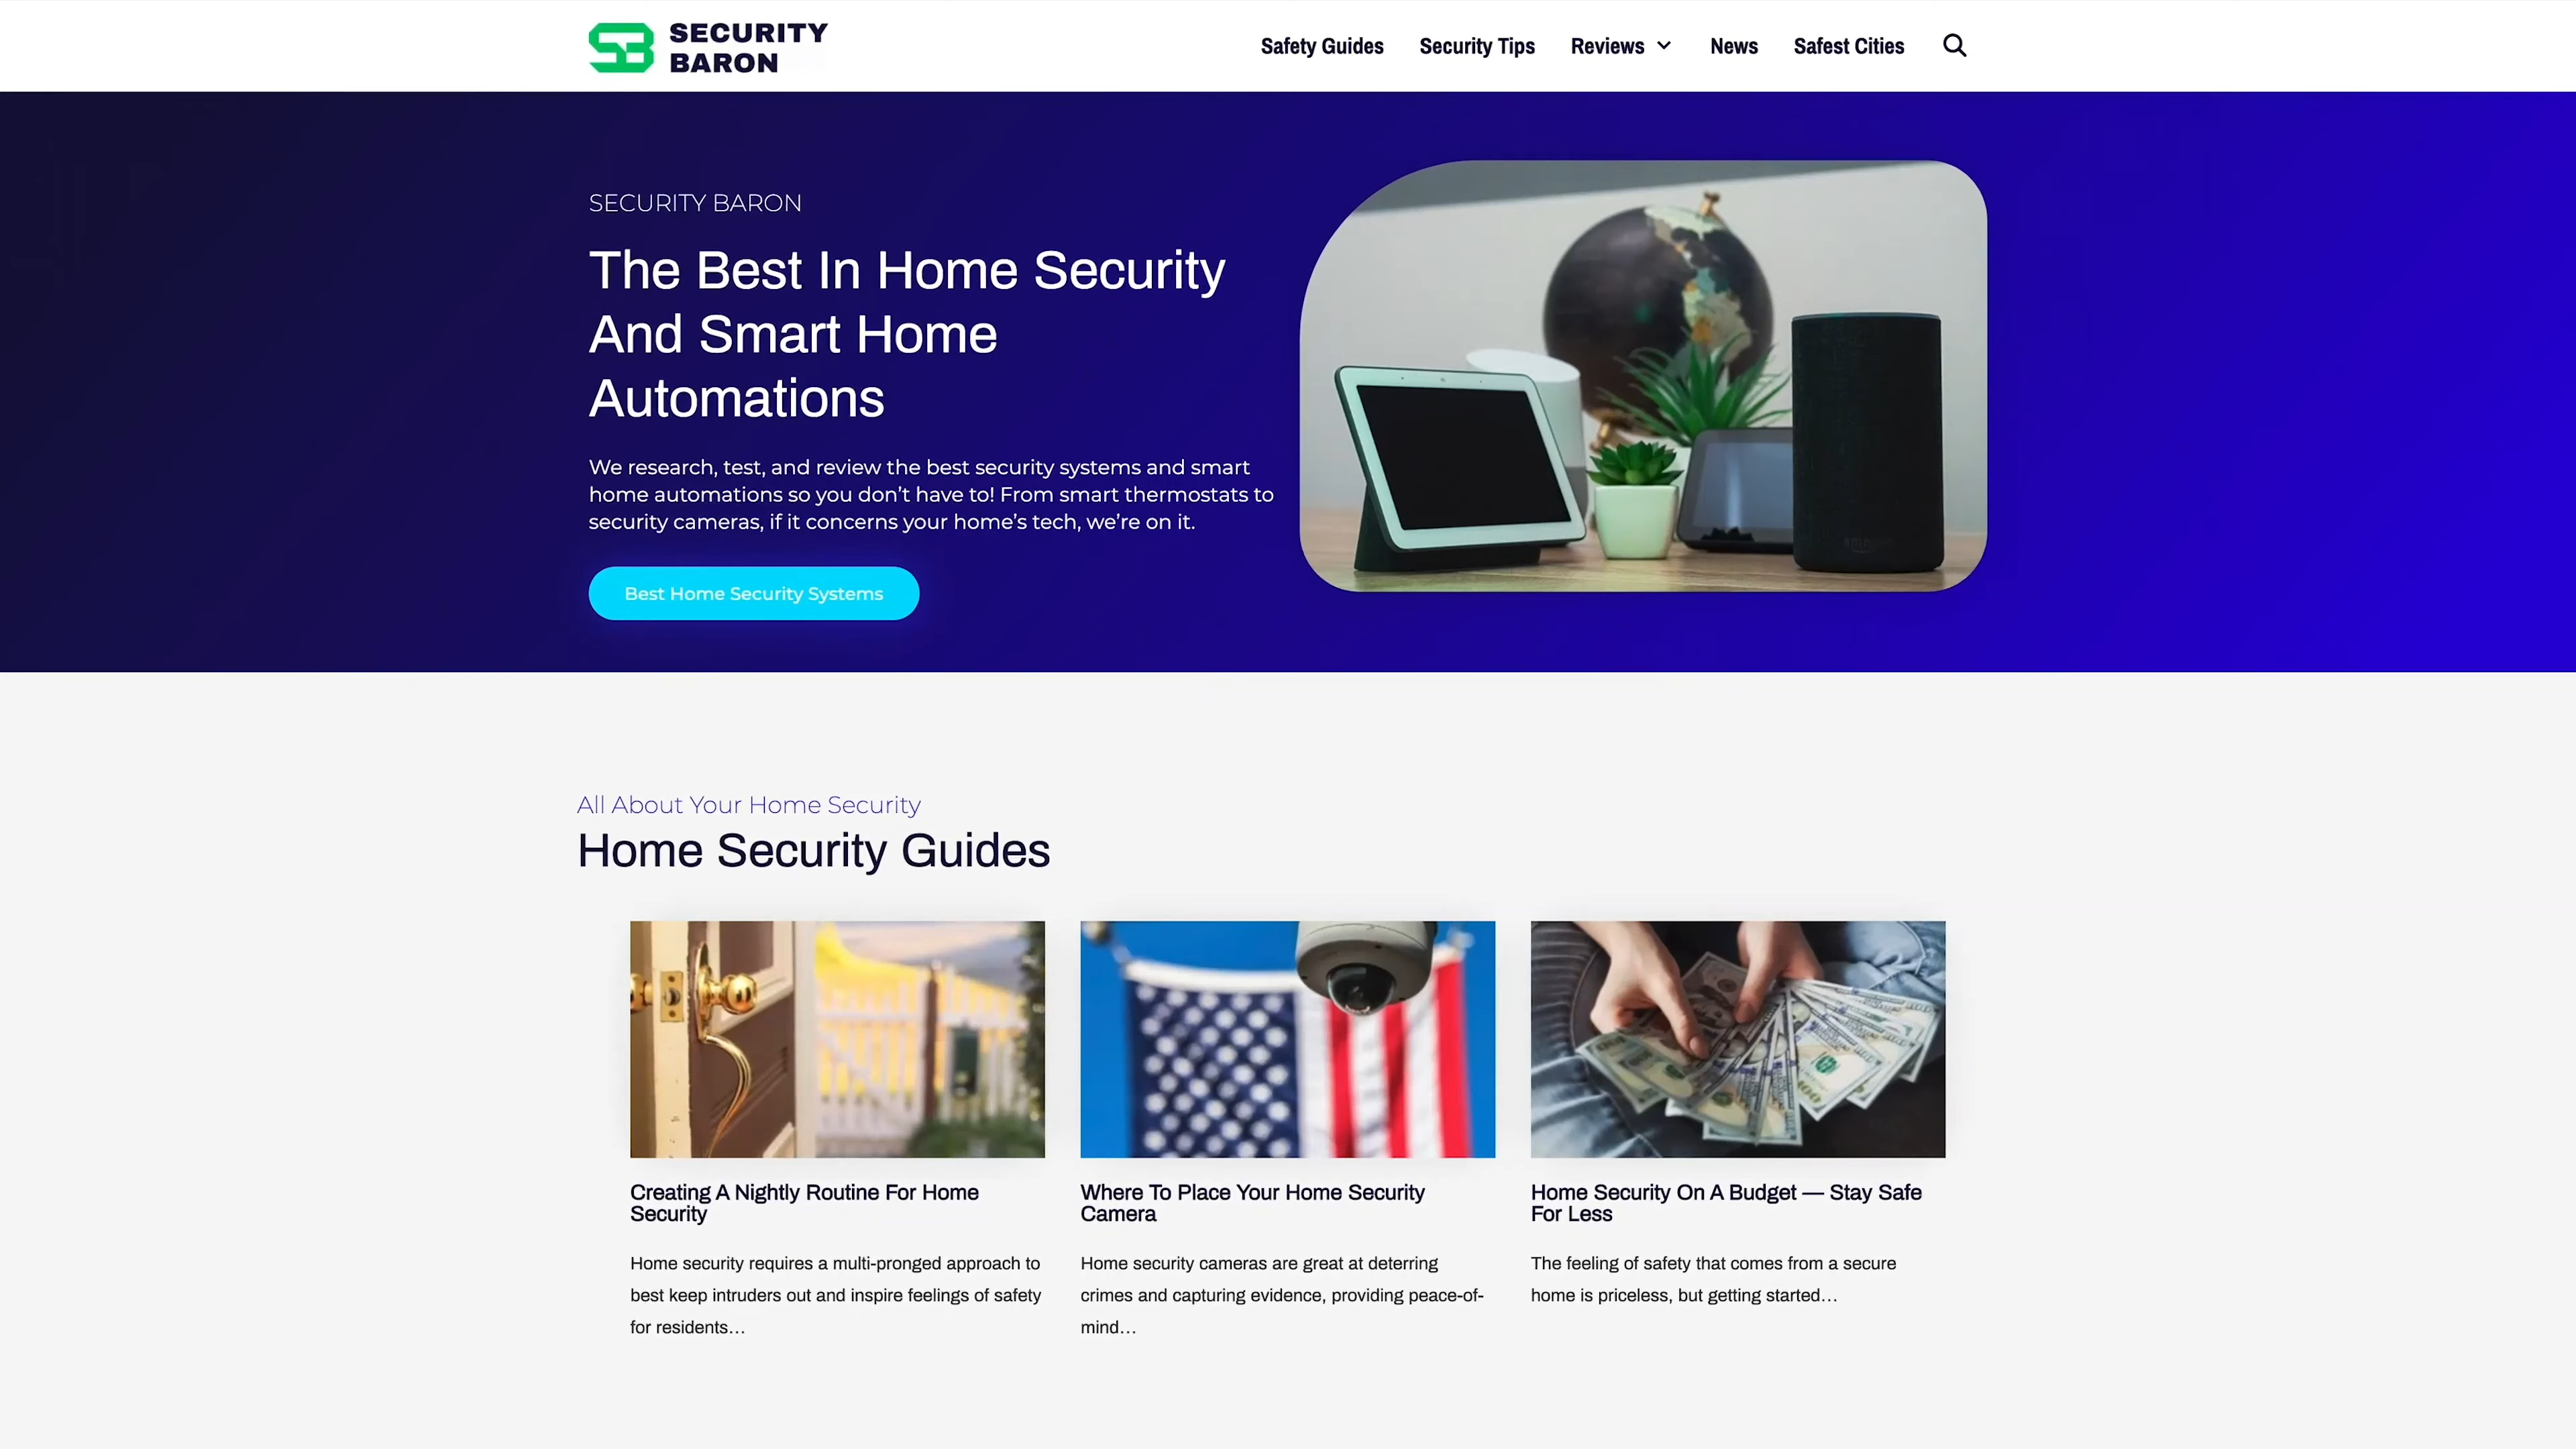 SECURITY
BARON
Safety Guides
Security Tips
Reviews
News
Safest Cities
SECURITY BARON
The Best In Home Security
And Smart Home
Automations
We research, test, and review the best security systems and smart
home automations so you don’t have to! From smart thermostats to
security cameras, if it concerns your home’s tech, we’re on it.
Best Home Security Systems
All About Your Home Security
Home Security Guides
Creating A Nightly Routine For Home
Security
Home security requires a multi-pronged approach to
best keep intruders out and inspire feelings of safety
for residents…
Where To Place Your Home Security
Camera
Home security cameras are great at deterring
crimes and capturing evidence, providing peace-of-
mind…
Home Security On A Budget — Stay Safe
For Less
The feeling of safety that comes from a secure
home is priceless, but getting started…